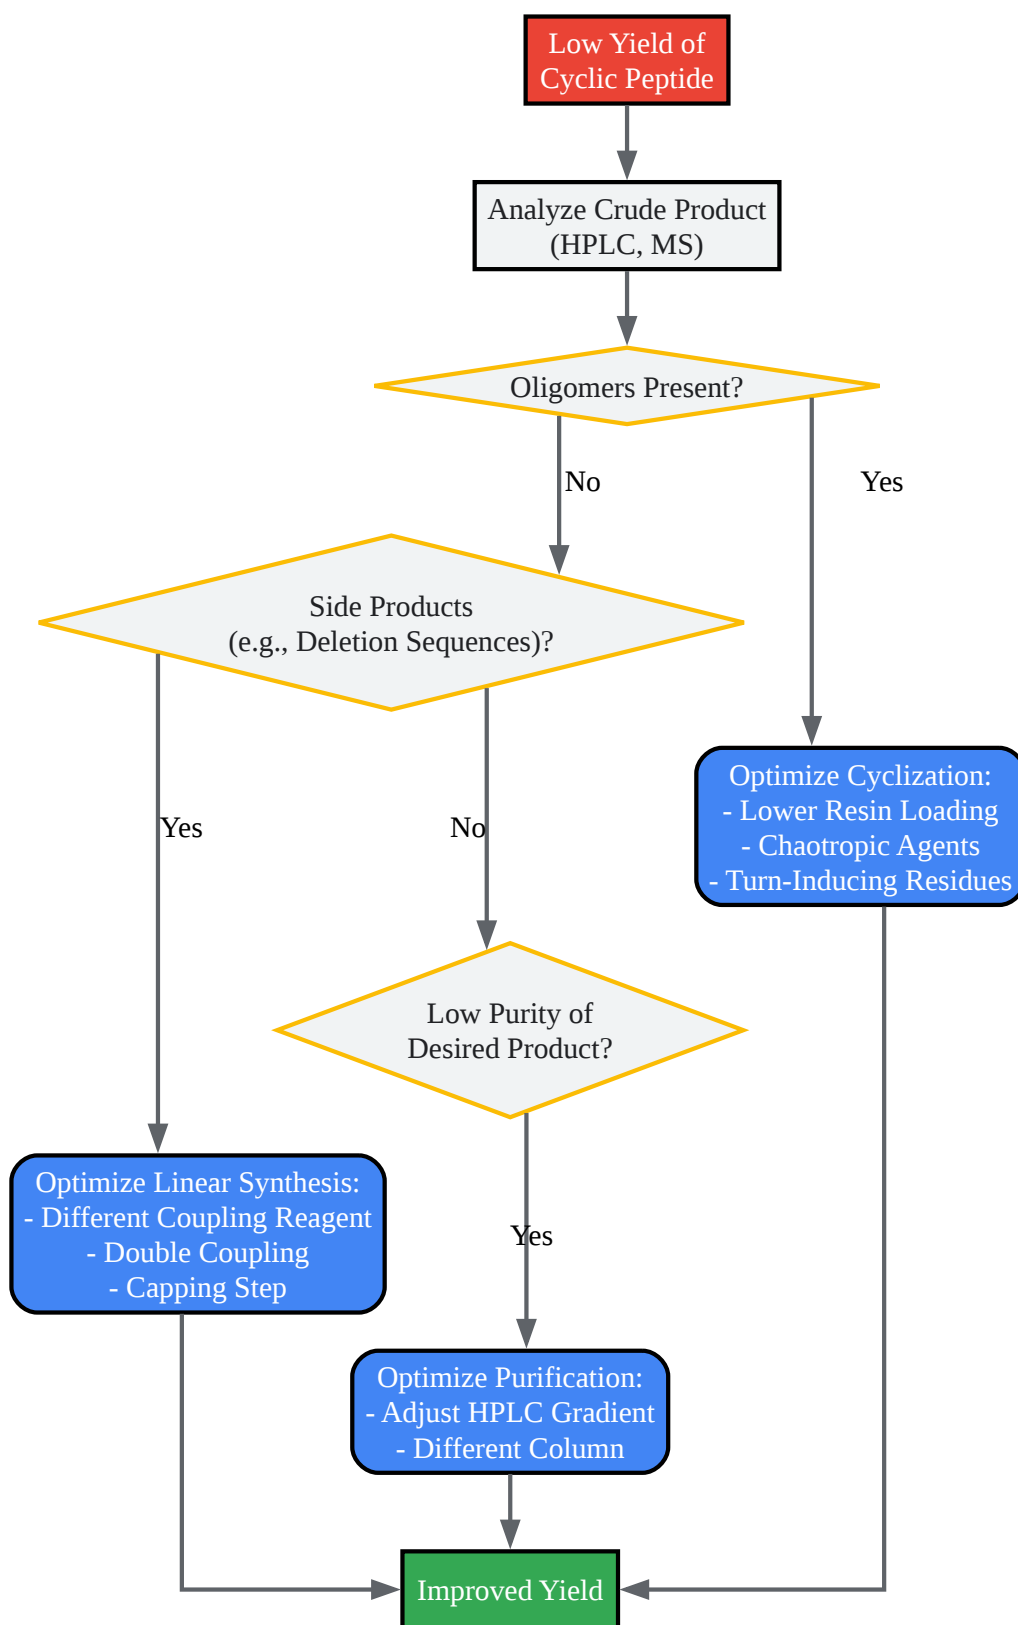 Low Yield of
Cyclic Peptide
Analyze Crude Product
(HPLC, MS)
Oligomers Present?
No
Yes
Side Products
(e.g., Deletion Sequences)?
Yes
No
Optimize Cyclization:
- Lower Resin Loading
- Chaotropic Agents
- Turn-Inducing Residues
Low Purity of
Desired Product?
Optimize Linear Synthesis:
- Different Coupling Reagent
- Double Coupling
- Capping Step
Yes
Optimize Purification:
- Adjust HPLC Gradient
- Different Column
Improved Yield